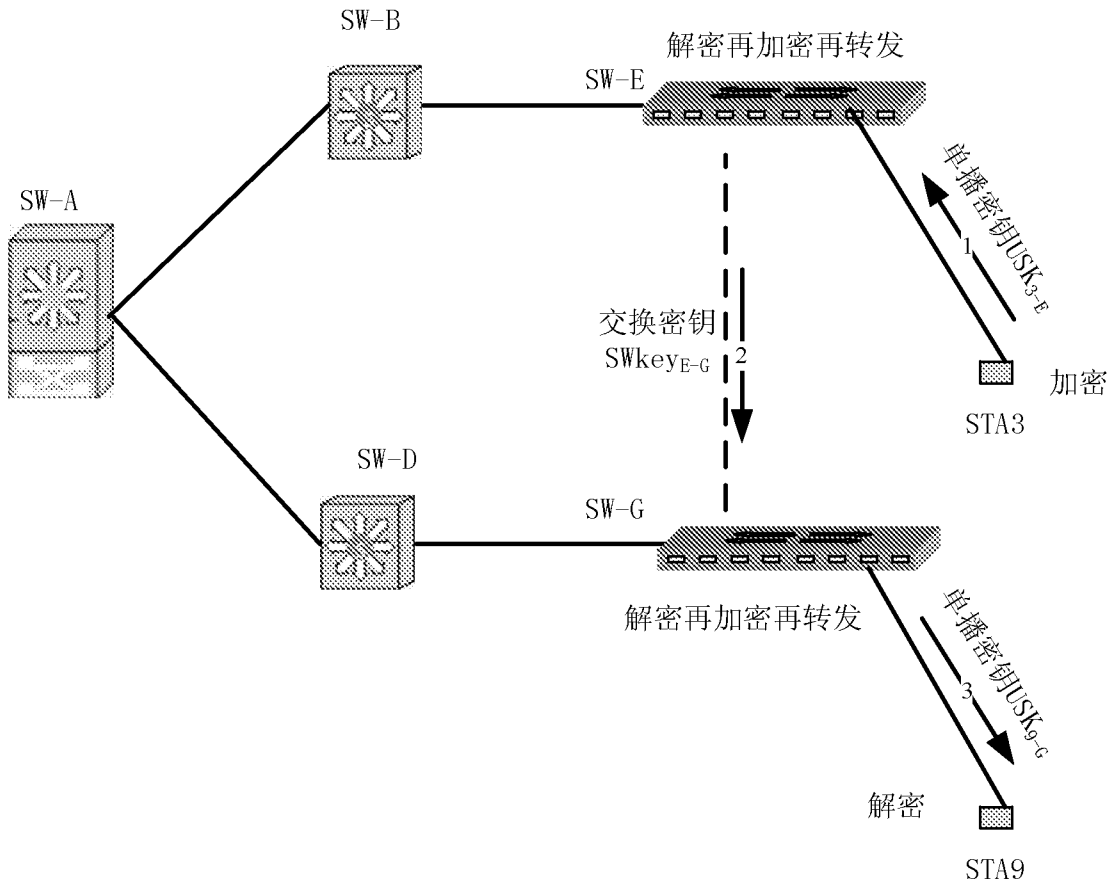 SW-B
解密再加密再转发
SW-E
SW-A
单播密钥USK3-E
1
交换密钥
SWkeyE-G
2
加密
STA3
SW-D
SW-G
解密再加密再转发
单播密钥USK9-G
3
解密
STA9